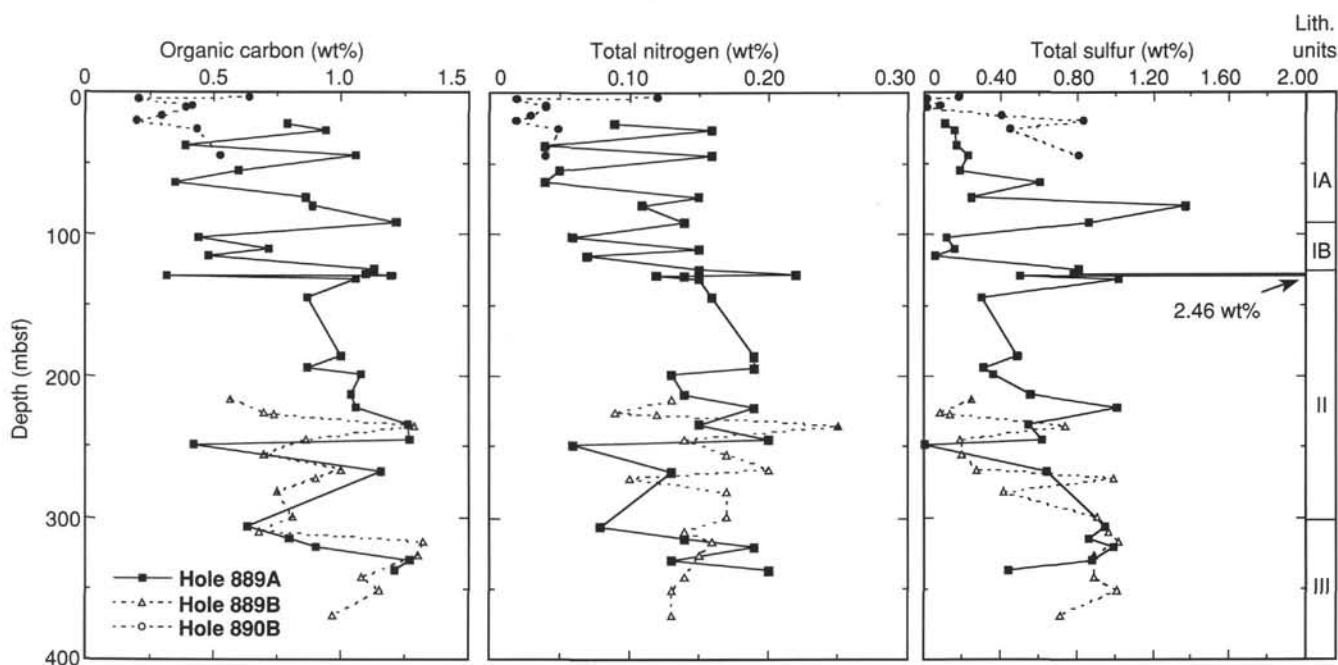 Organic carbon (wt%)
0 0.5 1.0 1.5
Total nitrogen (wt%)
0.10 0.20 0.30
Total sulfur (wt%)
0 0.40 0.80 1.20 1.60 2.00
Lith.
units
0
100
200
300
400
Depth (mbsf)
IA
IB
II
III
2.46 wt%
Hole 889A
Hole 889B
Hole 890B